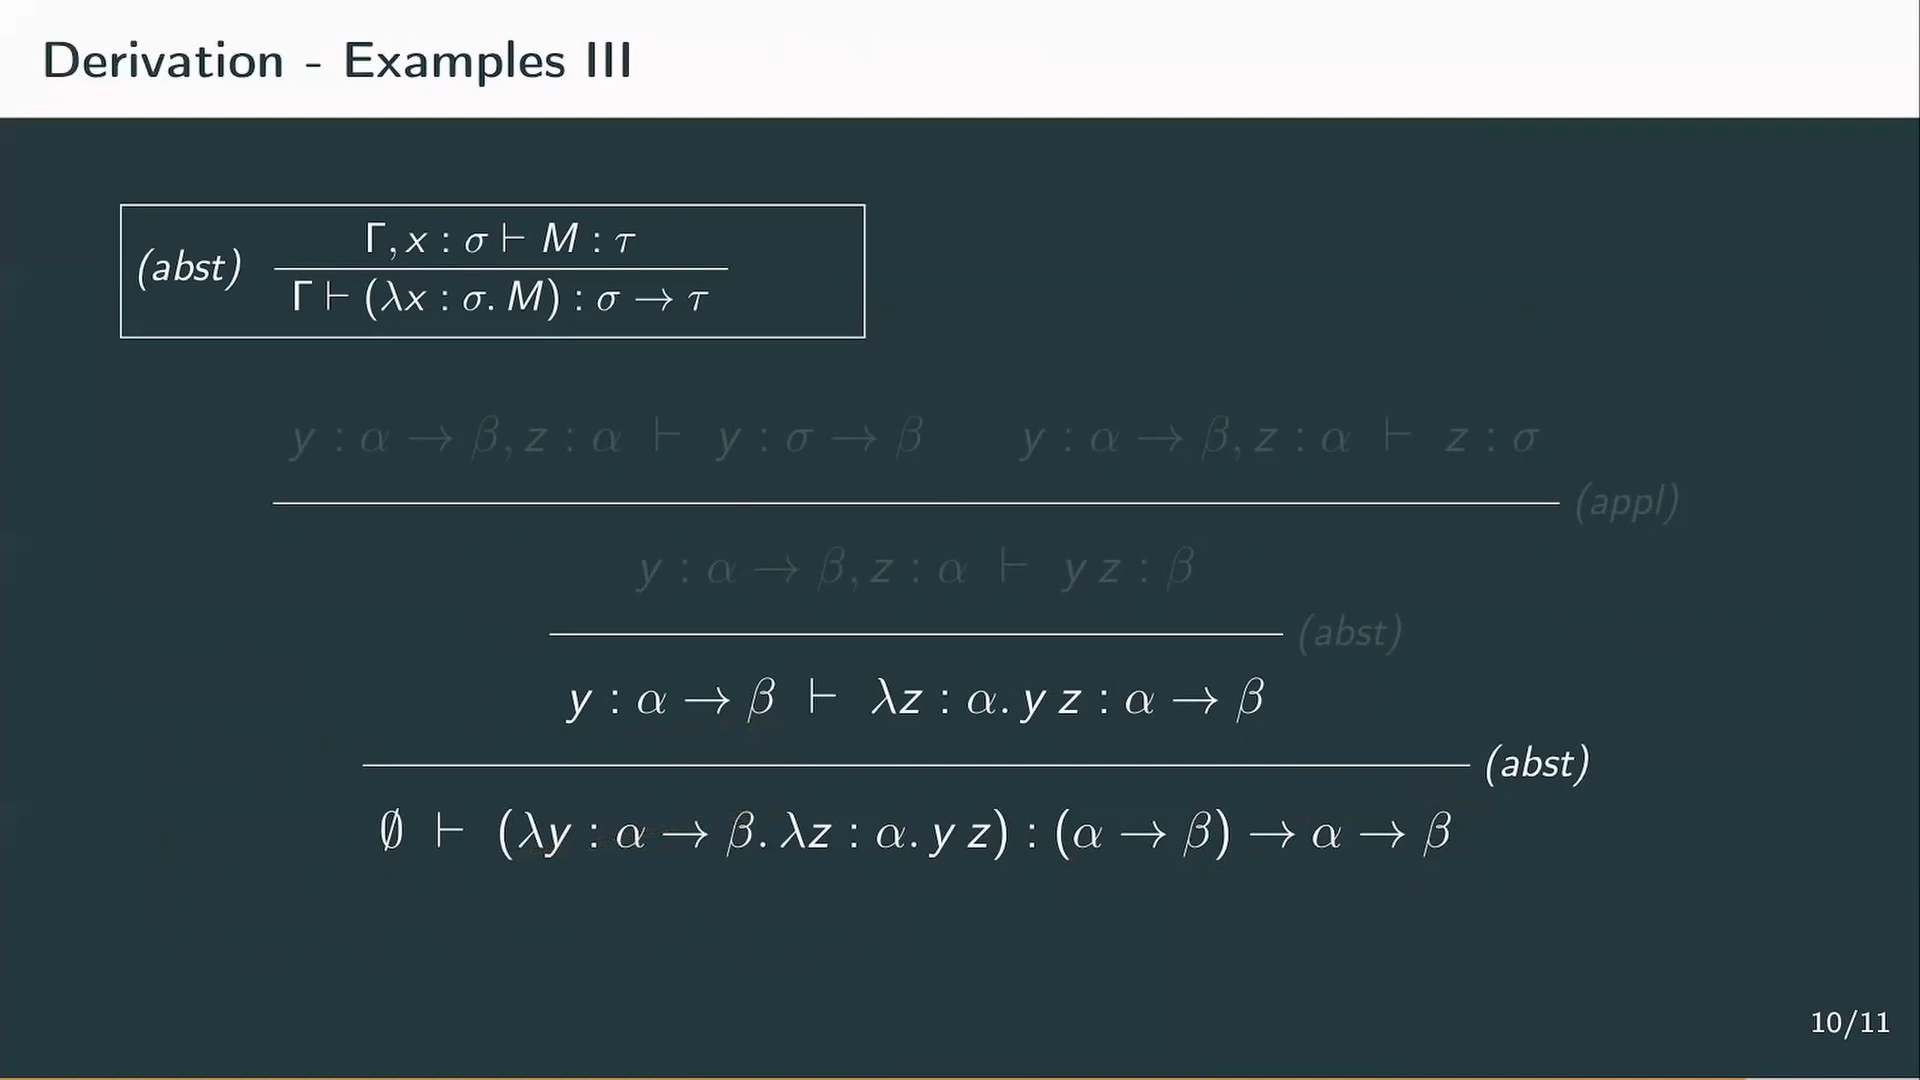 Derivation - Examples III
Γ, x : σ ⊢ M : τ
(abst)
Γ ⊢ (λx : σ. M) : σ → τ
y : α → β, z : α ⊢ y : σ → β y : α → β, z : α ⊢ z : σ
(appl)
y : α → β, z : α ⊢ y z : β
(abst)
y : α → β ⊢ λz : α. y z : α → β
(abst)
∅ ⊢ (λy : α → β. λz : α. y z) : (α → β) → α → β
10/11